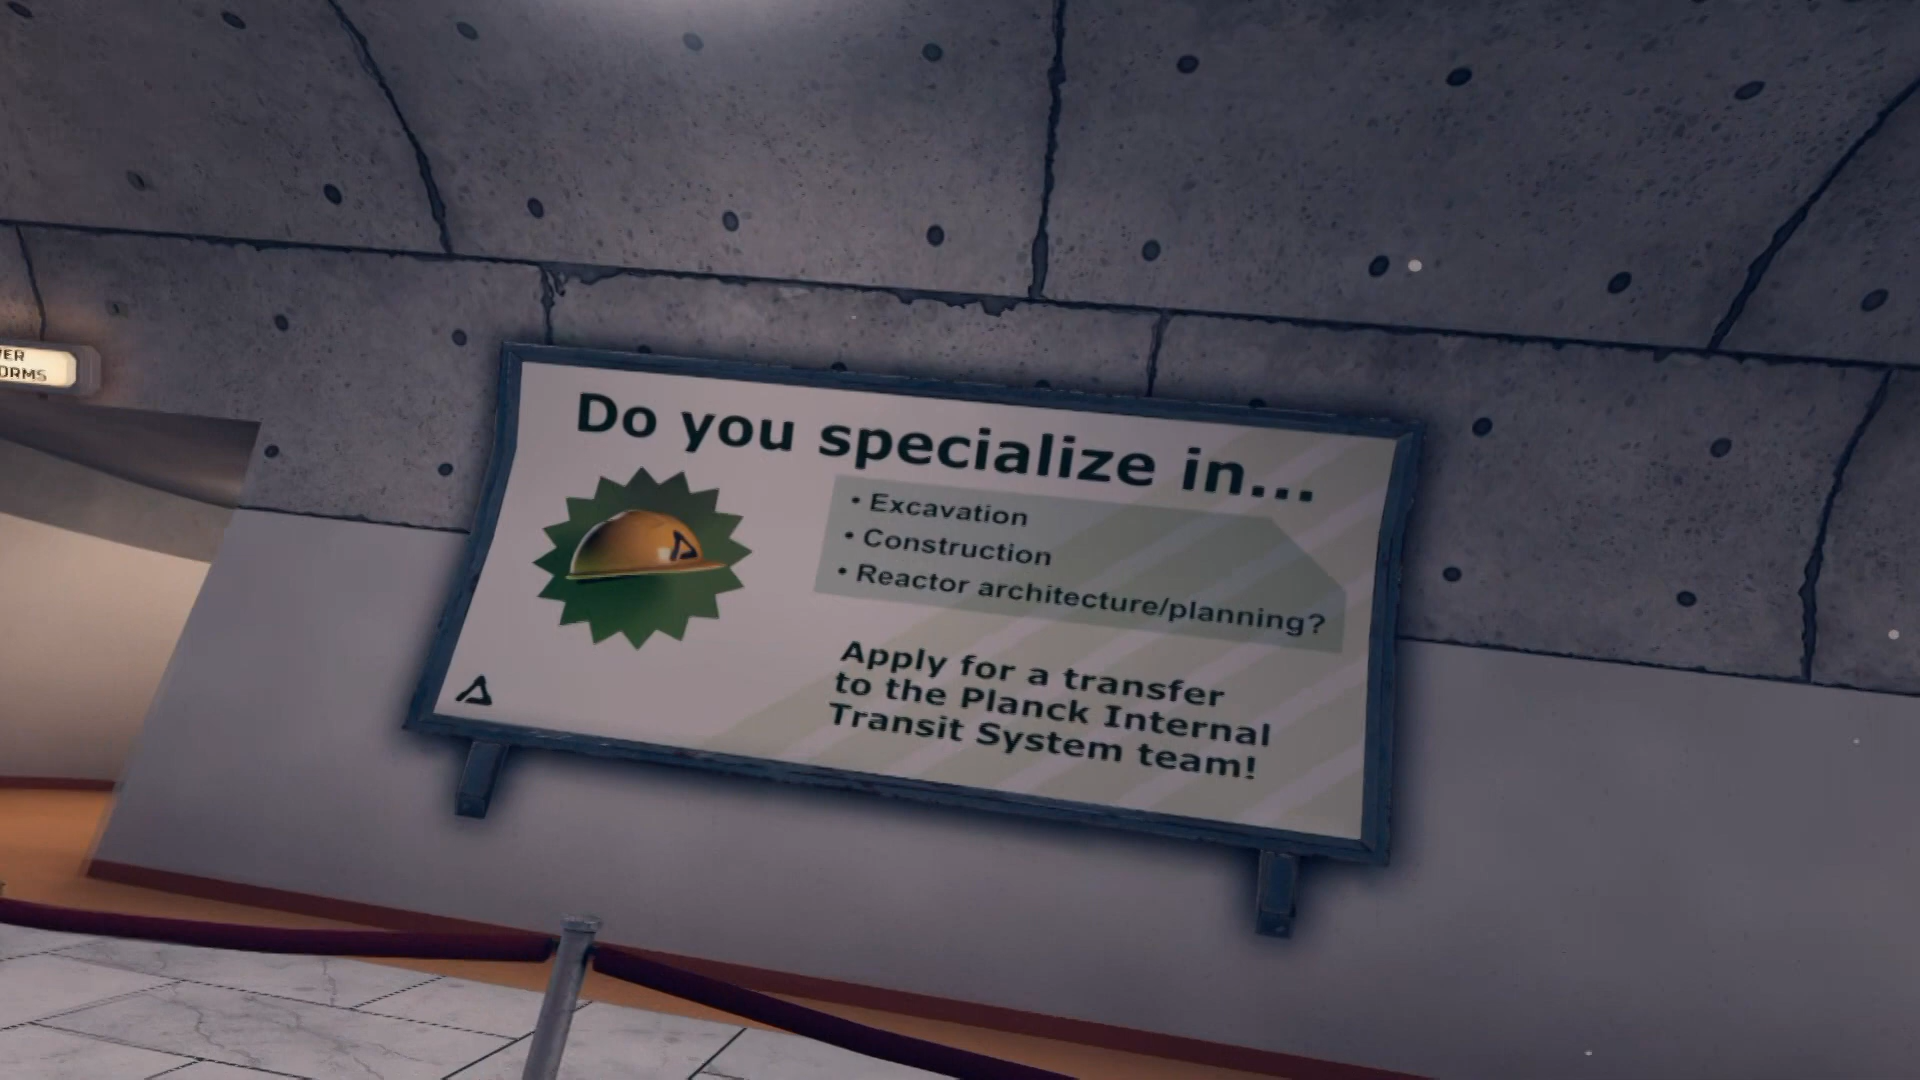 Do you specialize in...
• Excavation
• Construction
• Reactor architecture/planning?
Apply for a transfer
to the Planck Internal
Transit System team!